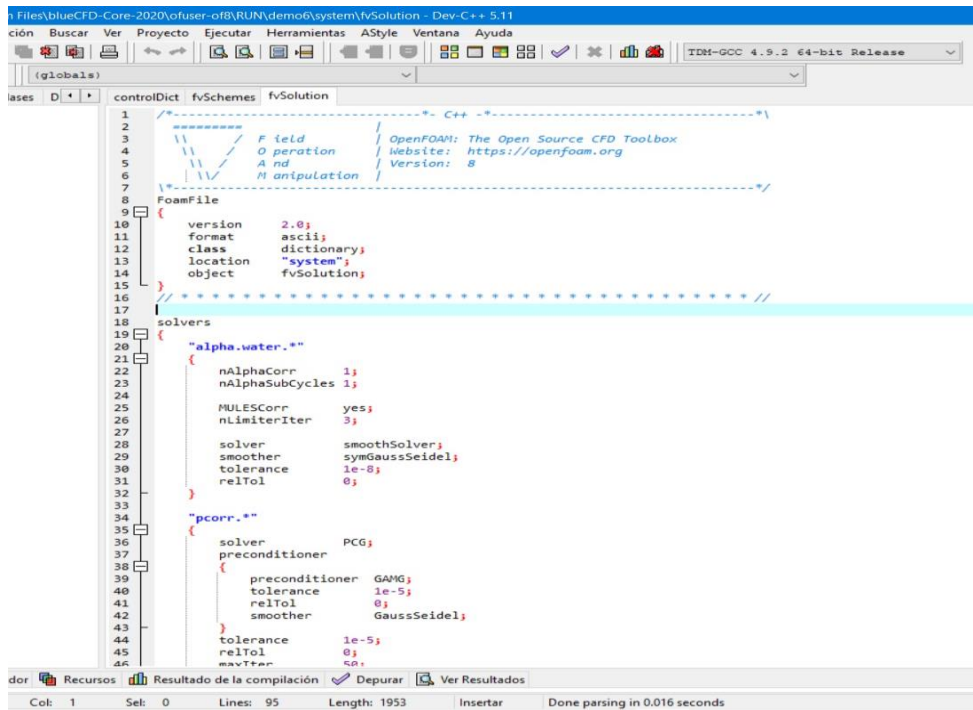 n Files\blueCFD-Core-2020\ofuser-of8\RUN\demo6\system\fvSolution - Dev-C++ 5.11
ción Buscar Ver Proyecto Ejecutar Herramientas AStyle Ventana Ayuda
TDM-GCC 4.9.2 64-bit Release
(globals)
lases D controlDict fvSchemes fvSolution
1 /*--------------------------------*- C++ -*----------------------------------*\
2 ========= |
3 \\ / F ield | OpenFOAM: The Open Source CFD Toolbox
4 \\ / O peration | Website: https://openfoam.org
5 \\ / A nd | Version: 8
6 \\/ M anipulation |
7 \*---------------------------------------------------------------------------*/
8 FoamFile
9 {
10 version 2.0;
11 format ascii;
12 class dictionary;
13 location "system";
14 object fvSolution;
15 }
16 // * * * * * * * * * * * * * * * * * * * * * * * * * * * * * * * * * * * * * //
17
18 solvers
19 {
20 "alpha.water.*"
21 {
22 nAlphaCorr 1;
23 nAlphaSubCycles 1;
24
25 MULESCorr yes;
26 nLimiterIter 3;
27
28 solver smoothSolver;
29 smoother symGaussSeidel;
30 tolerance 1e-8;
31 relTol 0;
32 }
33
34 "pcorr.*"
35 {
36 solver PCG;
37 preconditioner
38 {
39 preconditioner GAMG;
40 tolerance 1e-5;
41 relTol 0;
42 smoother GaussSeidel;
43 }
44 tolerance 1e-5;
45 relTol 0;
46 maxIter 50;
dor Recursos Resultado de la compilación Depurar Ver Resultados
Col: 1 Sel: 0 Lines: 95 Length: 1953 Insertar Done parsing in 0.016 seconds